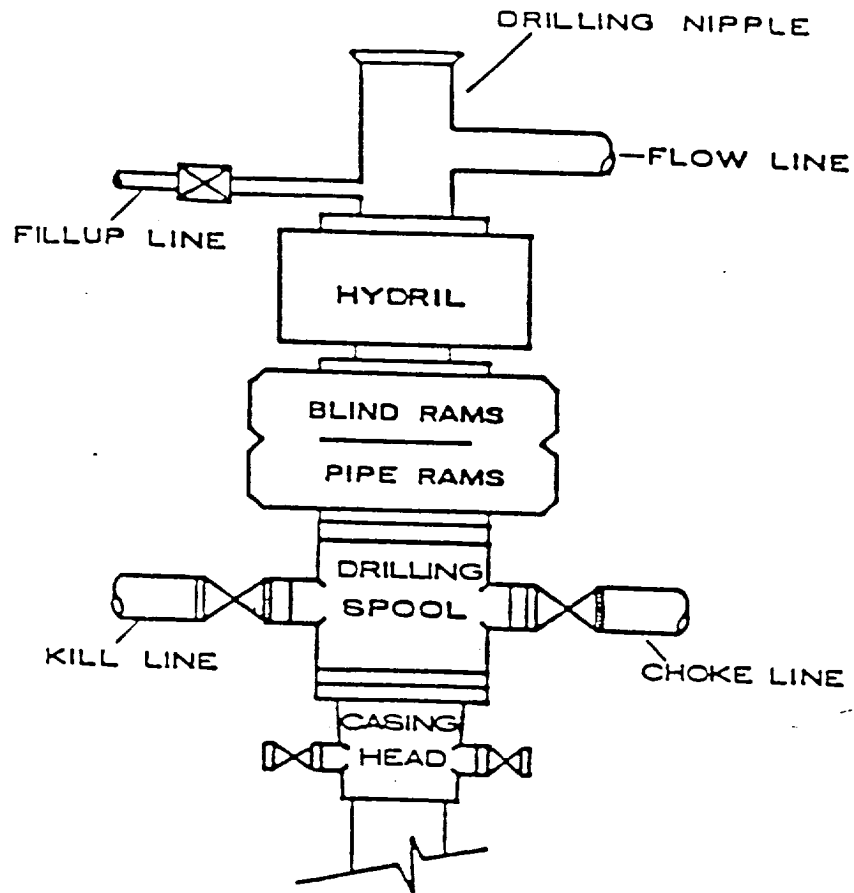 DRILLING NIPPLE
FLOW LINE
FILLUP LINE
HYDRIL
BLIND RAMS
PIPE RAMS
DRILLING
SPOOL
KILL LINE
CHOKE LINE
CASING
HEAD